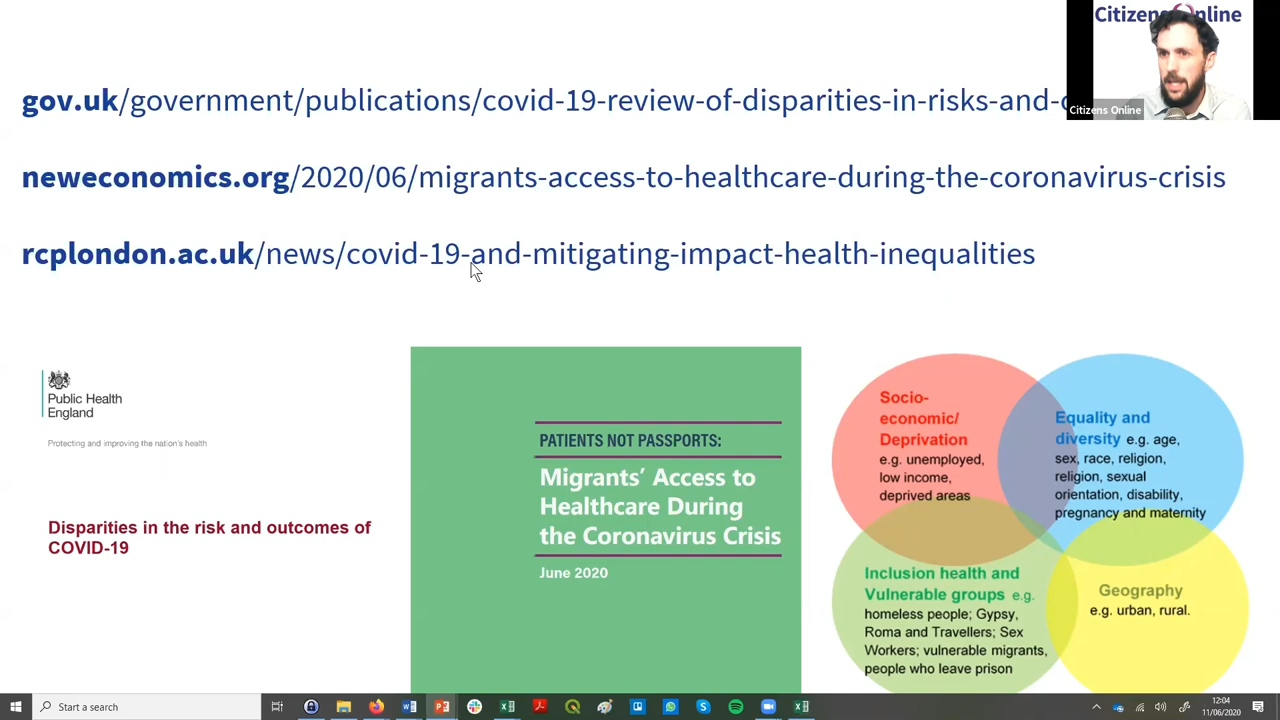 Citizens Online
gov.uk/government/publications/covid-19-review-of-disparities-in-risks-and-
Citizens Online
neweconomics.org/2020/06/migrants-access-to-healthcare-during-the-coronavirus-crisis
rcplondon.ac.uk/news/covid-19-and-mitigating-impact-health-inequalities
Public Health
England
Protecting and improving the nation's health
Disparities in the risk and outcomes of
COVID-19
PATIENTS NOT PASSPORTS:
Migrants' Access to
Healthcare During
the Coronavirus Crisis
June 2020
Socio-
economic/
Deprivation
e.g. unemployed,
low income,
deprived areas
Equality and
diversity e.g. age,
sex, race, religion,
religion, sexual
orientation, disability,
pregnancy and maternity
Inclusion health and
Vulnerable groups e.g.
homeless people; Gypsy,
Roma and Travellers; Sex
Workers; vulnerable migrants,
people who leave prison
Geography
e.g. urban, rural.
Start a search
12:04
11/06/2020